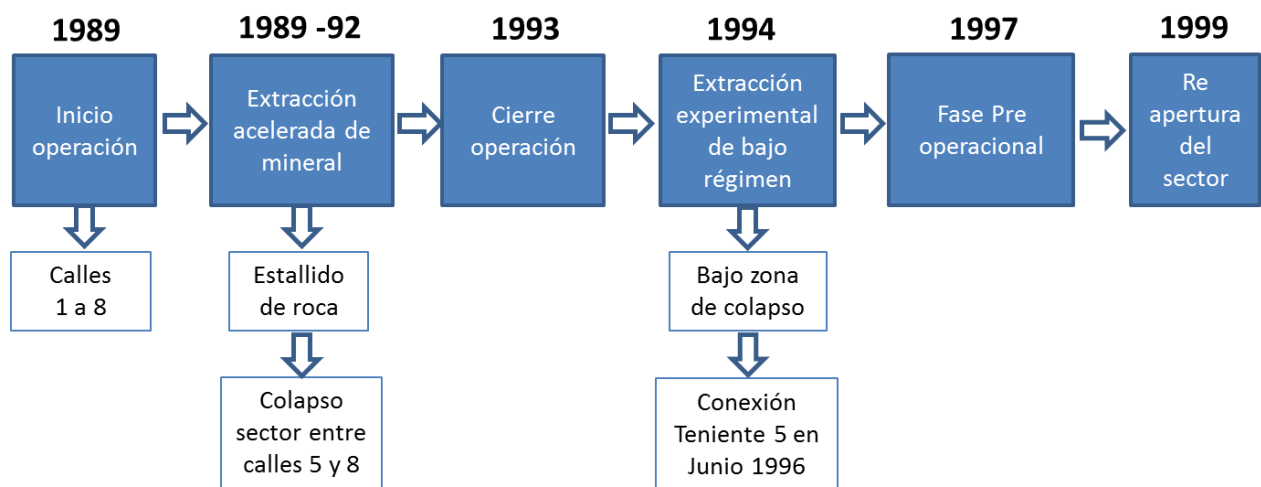 1989
Inicio
operación
Calles
1 a 8
1989 -92
Extracción
acelerada de
mineral
Estallido
de roca
Colapso
sector entre
calles 5 y 8
1993
Cierre
operación
1994
Extracción
experimental
de bajo
régimen
Bajo zona
de colapso
Conexión
Teniente 5 en
Junio 1996
1997
Fase Pre
operacional
1999
Re
apertura
del
sector